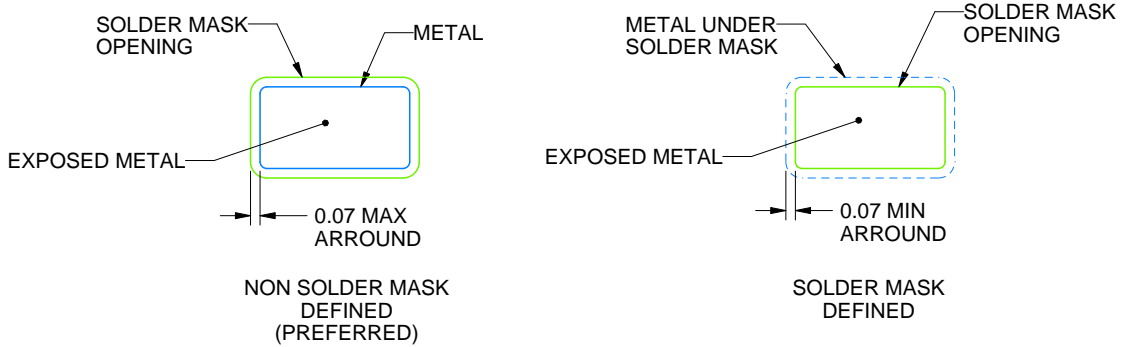 SOLDER MASK
OPENING
METAL
EXPOSED METAL
0.07 MAX
ARROUND
NON SOLDER MASK
DEFINED
(PREFERRED)
METAL UNDER
SOLDER MASK
SOLDER MASK
OPENING
EXPOSED METAL
0.07 MIN
ARROUND
SOLDER MASK
DEFINED